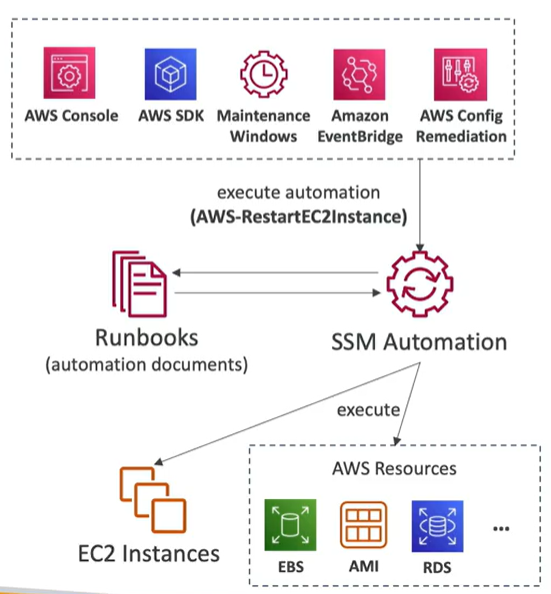 AWS Console
AWS SDK
Maintenance
Windows
Amazon
EventBridge
AWS Config
Remediation
execute automation
(AWS-RestartEC2Instance)
Runbooks
(automation documents)
SSM Automation
execute
AWS Resources
EC2 Instances
EBS
AMI
RDS
...